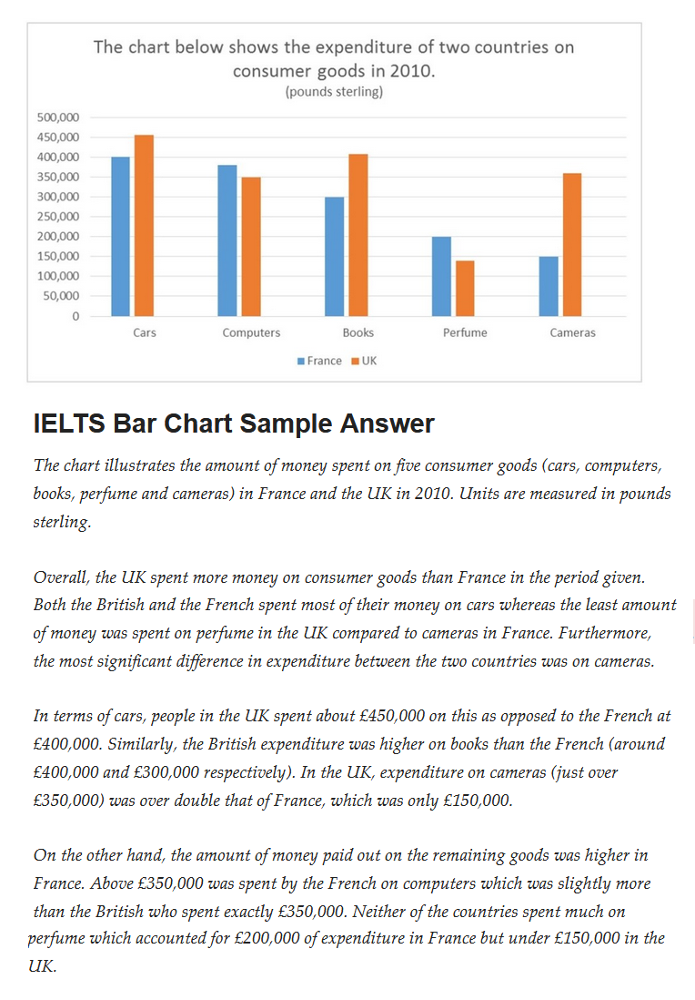 The chart below shows the expenditure of two countries on
consumer goods in 2010.
(pounds sterling)
500,000
450,000
400,000
350,000
300,000
250,000
200,000
150,000
100,000
50,000
0
Cars Computers Books Perfume Cameras
France UK
IELTS Bar Chart Sample Answer
The chart illustrates the amount of money spent on five consumer goods (cars, computers,
books, perfume and cameras) in France and the UK in 2010. Units are measured in pounds
sterling.
Overall, the UK spent more money on consumer goods than France in the period given.
Both the British and the French spent most of their money on cars whereas the least amount
of money was spent on perfume in the UK compared to cameras in France. Furthermore,
the most significant difference in expenditure between the two countries was on cameras.
In terms of cars, people in the UK spent about £450,000 on this as opposed to the French at
£400,000. Similarly, the British expenditure was higher on books than the French (around
£400,000 and £300,000 respectively). In the UK, expenditure on cameras (just over
£350,000) was over double that of France, which was only £150,000.
On the other hand, the amount of money paid out on the remaining goods was higher in
France. Above £350,000 was spent by the French on computers which was slightly more
than the British who spent exactly £350,000. Neither of the countries spent much on
perfume which accounted for £200,000 of expenditure in France but under £150,000 in the
UK.